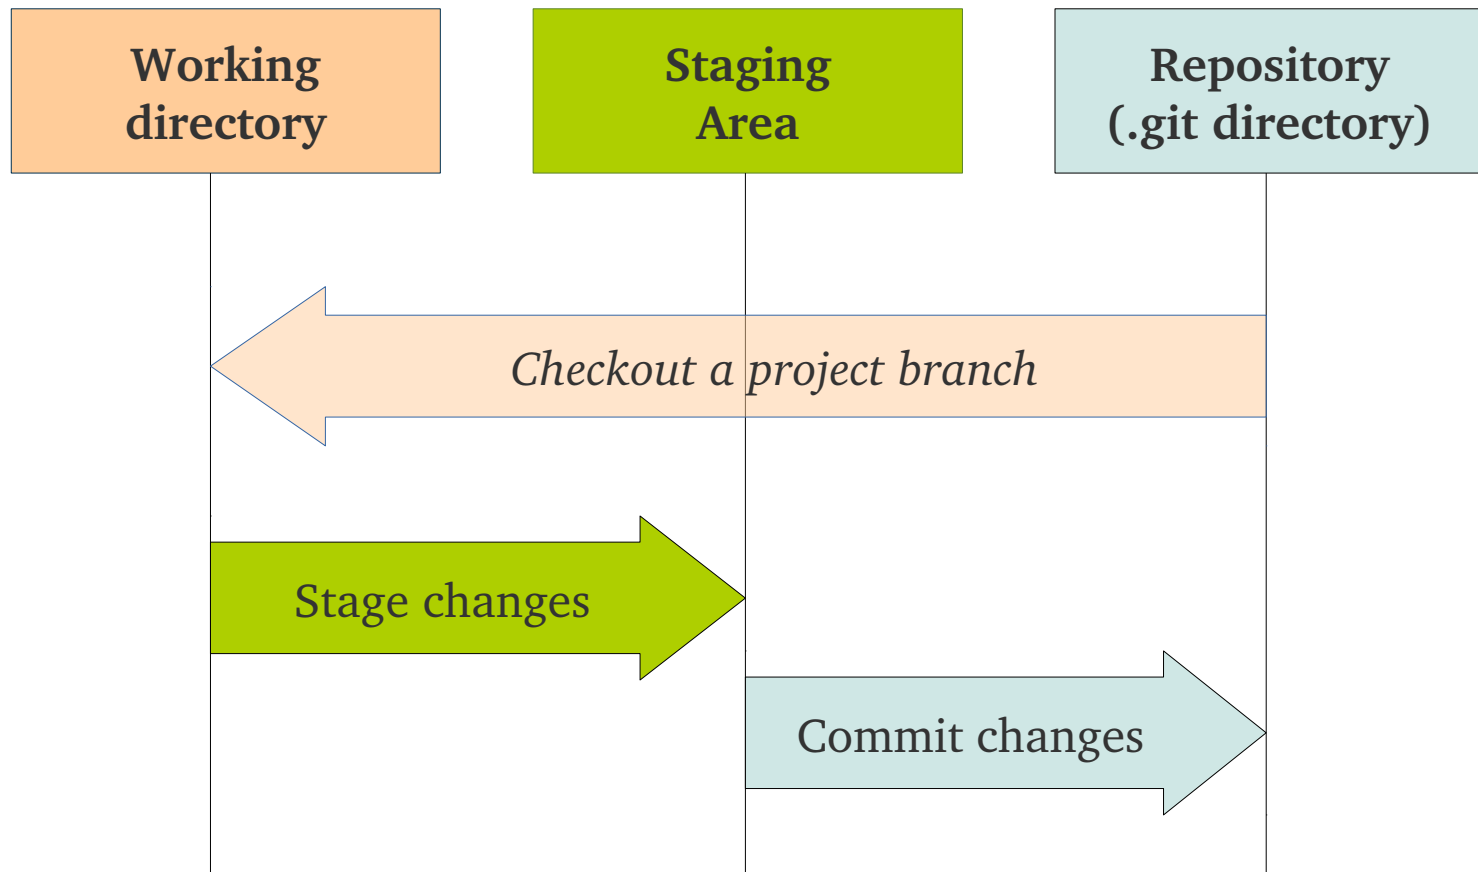 Working
directory
Staging
Area
Repository
(.git directory)
Checkout a project branch
Stage changes
Commit changes